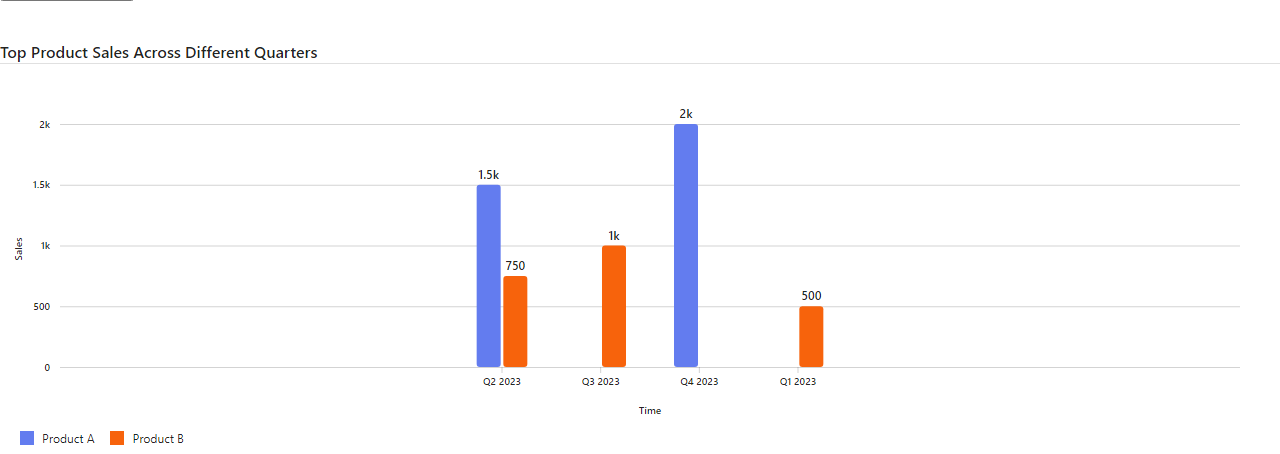 Top Product Sales Across Different Quarters
2k
2k
1.5k
1.5k
1k
1k
750
500
500
0
Sales
Q2 2023 Q3 2023 Q4 2023 Q1 2023
Time
Product A Product B